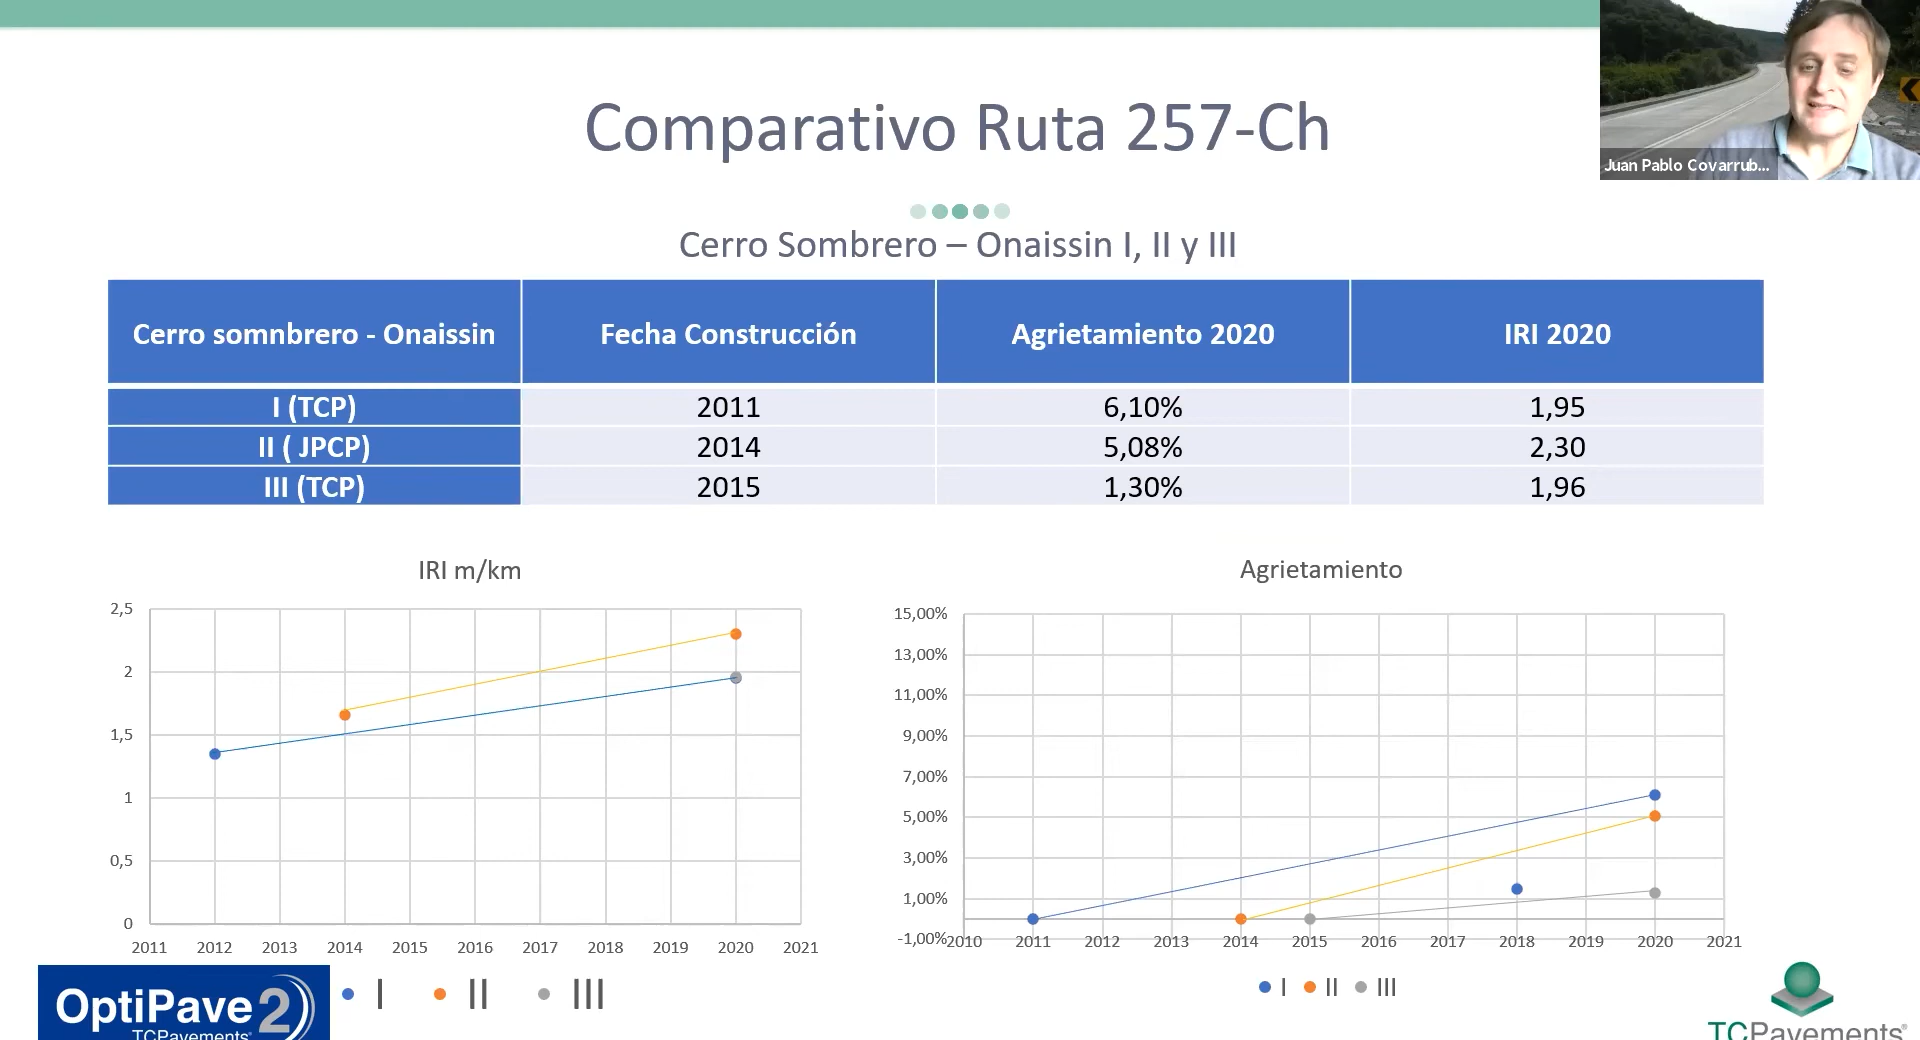 Comparativo Ruta 257-Ch
Juan Pablo Covarrub...
Cerro Sombrero – Onaissin I, II y III
Cerro somnbrero - Onaissin Fecha Construcción Agrietamiento 2020 IRI 2020
I (TCP) 2011 6,10% 1,95
II ( JPCP) 2014 5,08% 2,30
III (TCP) 2015 1,30% 1,96
IRI m/km
2,5
2
1,5
1
0,5
0
2011 2012 2013 2014 2015 2016 2017 2018 2019 2020 2021
I II III
Agrietamiento
15,00%
13,00%
11,00%
9,00%
7,00%
5,00%
3,00%
1,00%
-1,00%
2010 2011 2012 2013 2014 2015 2016 2017 2018 2019 2020 2021
I II III
OptiPave 2
TCPavements
TCPavements®